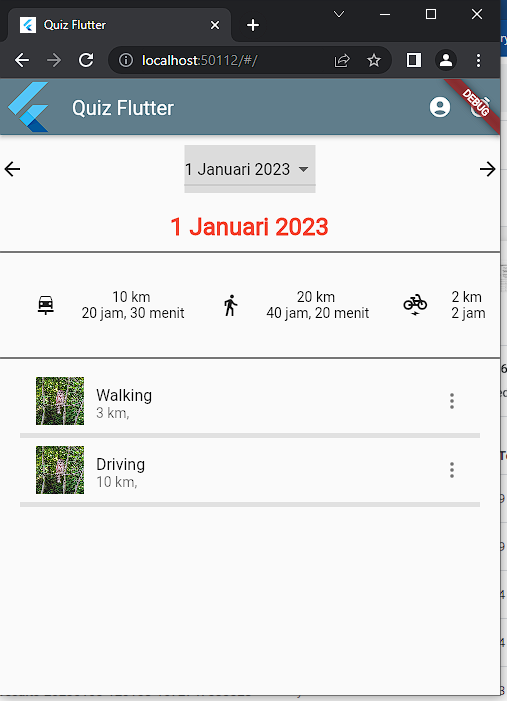 Quiz Flutter
localhost:50112/#/
Quiz Flutter
DEBUG
1 Januari 2023
1 Januari 2023
10 km
20 jam, 30 menit
20 km
40 jam, 20 menit
2 km
2 jam
Walking
3 km,
Driving
10 km,